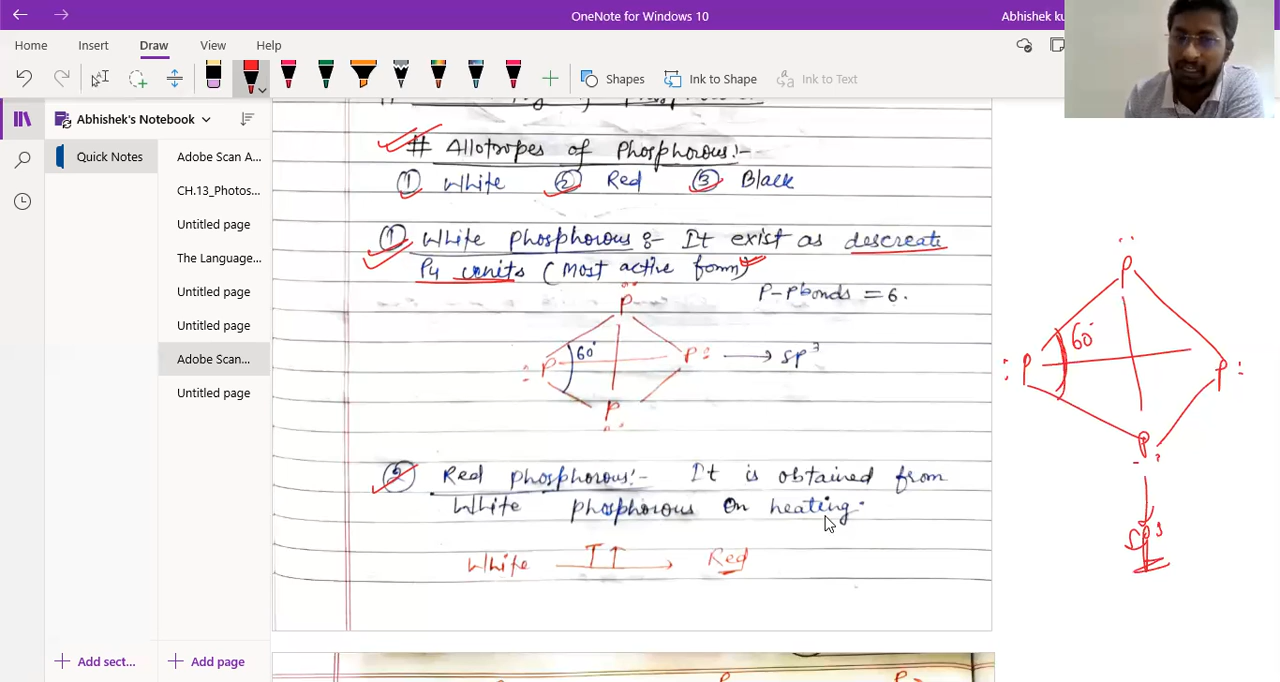 OneNote for Windows 10
Abhishek ku
Home Insert Draw View Help
Shapes Ink to Shape Ink to Text
Abhishek's Notebook
Quick Notes
Adobe Scan A...
CH.13_Photos...
Untitled page
The Language...
Untitled page
Untitled page
Adobe Scan...
Untitled page
Add sect...
Add page
# Allotropes of Phosphorous:-
① White ② Red ③ Black
① White Phosphorous :- It exist as descreate
P4 units (Most active form)
P-P bonds = 6.
P
60°
P P: → sp3
P
② Red phosphorous:- It is obtained from
White phosphorous on heating.
White T↑ → Red
P
60°
: P P :
P
sp3